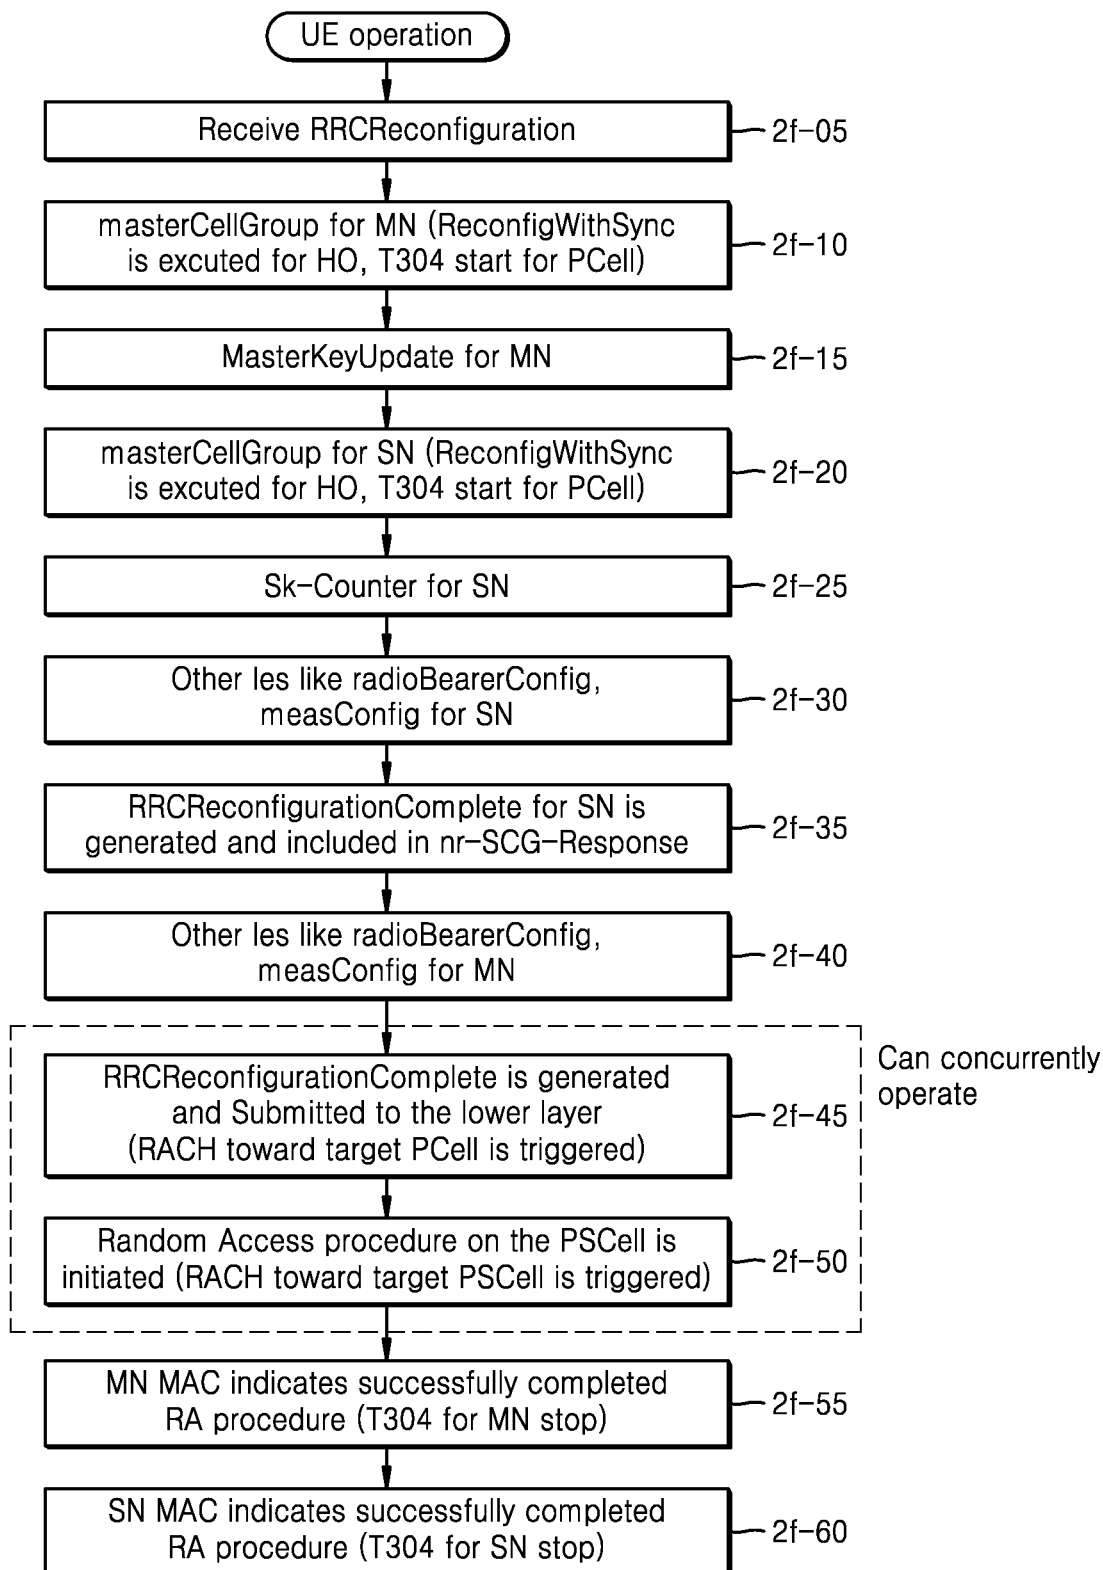 UE operation
Receive RRCReconfiguration
2f-05
masterCellGroup for MN (ReconfigWithSync
is excuted for HO, T304 start for PCell)
2f-10
MasterKeyUpdate for MN
2f-15
masterCellGroup for SN (ReconfigWithSync
is excuted for HO, T304 start for PCell)
2f-20
Sk-Counter for SN
2f-25
Other Ies like radioBearerConfig,
measConfig for SN
2f-30
RRCReconfigurationComplete for SN is
generated and included in nr-SCG-Response
2f-35
Other Ies like radioBearerConfig,
measConfig for MN
2f-40
Can concurrently
operate
RRCReconfigurationComplete is generated
and Submitted to the lower layer
(RACH toward target PCell is triggered)
2f-45
Random Access procedure on the PSCell is
initiated (RACH toward target PSCell is triggered)
2f-50
MN MAC indicates successfully completed
RA procedure (T304 for MN stop)
2f-55
SN MAC indicates successfully completed
RA procedure (T304 for SN stop)
2f-60